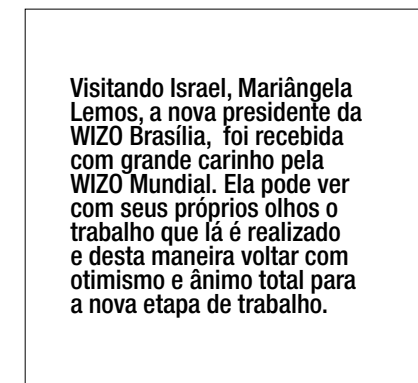 Visitando Israel, Mariângela
Lemos, a nova presidente da
WIZO Brasília,  foi recebida
com grande carinho pela
WIZO Mundial. Ela pode ver
com seus próprios olhos o
trabalho que lá é realizado
e desta maneira voltar com
otimismo e ânimo total para
a nova etapa de trabalho.